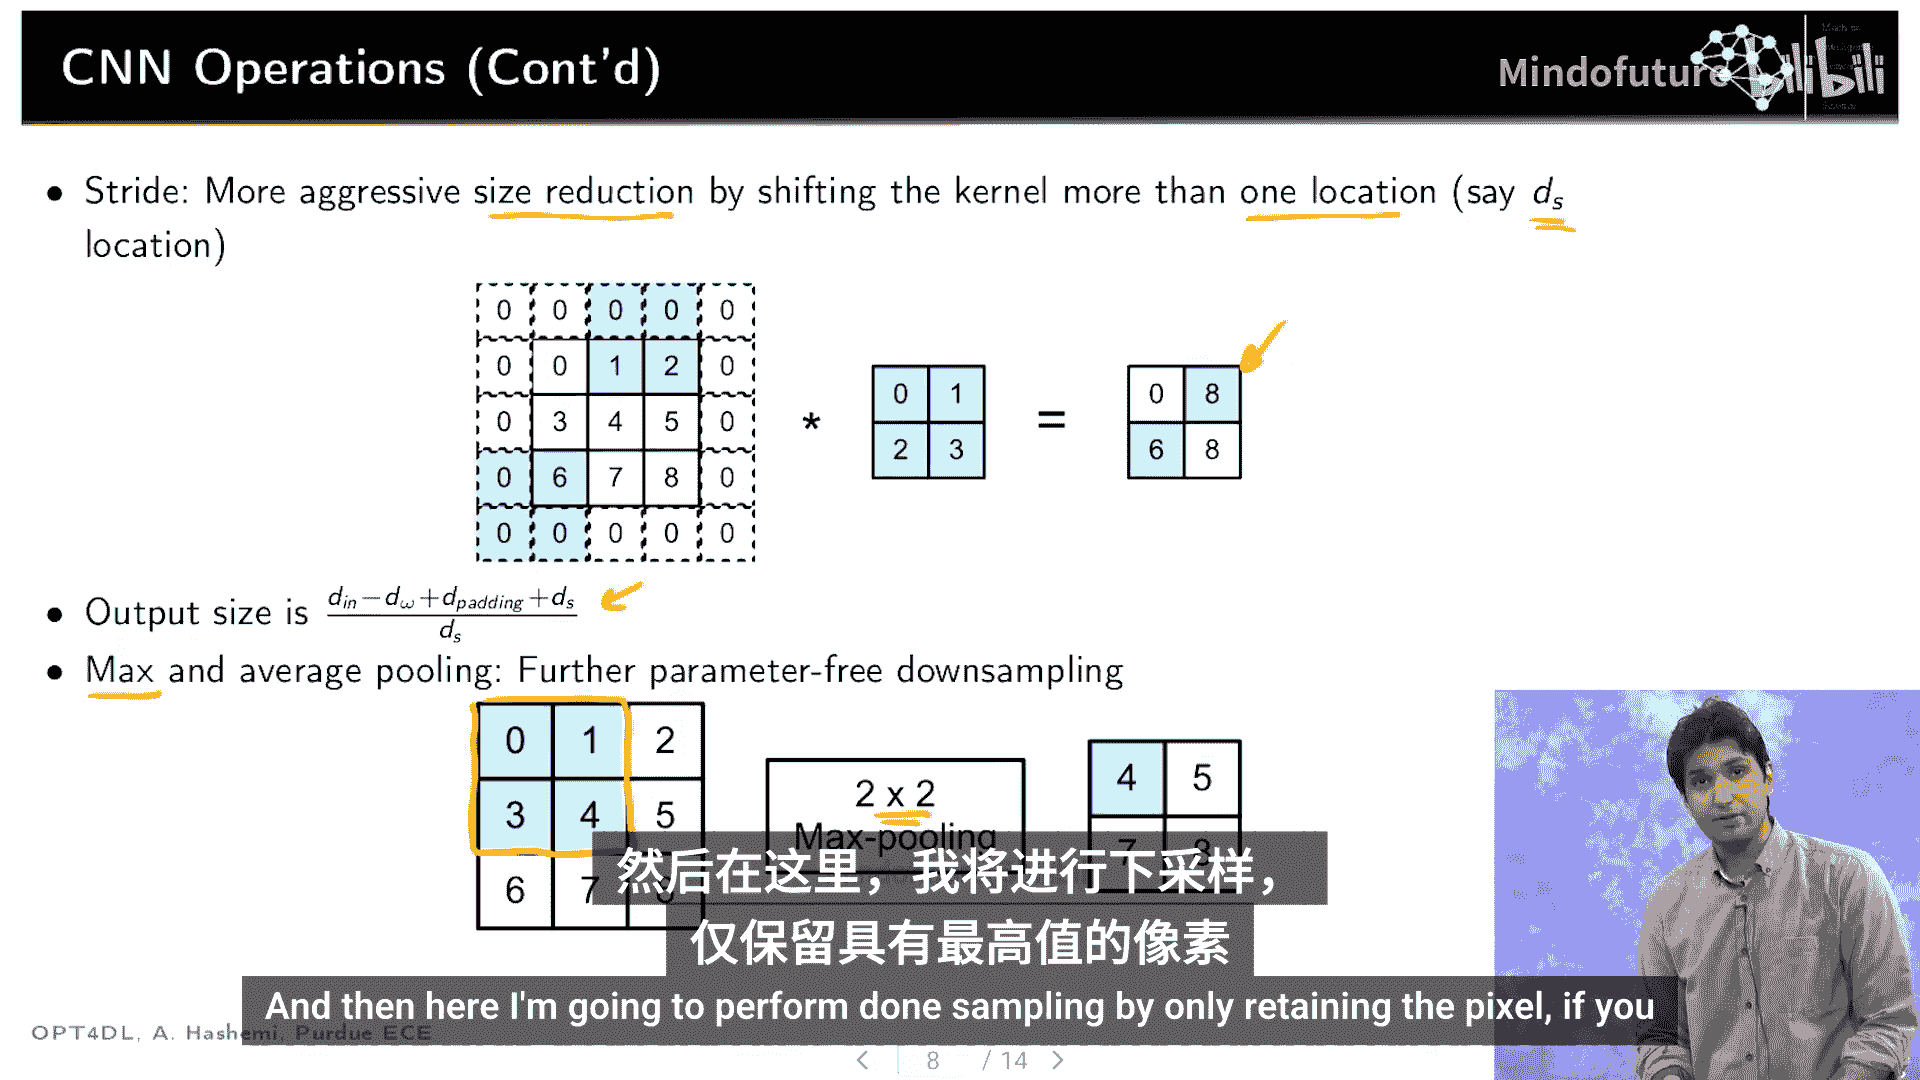 CNN Operations (Cont'd)
Mindofuture
bilibili
• Stride: More aggressive size reduction by shifting the kernel more than one location (say dₛ
location)
0 0 0 0 0
0 0 1 2 0
0 3 4 5 0
0 6 7 8 0
0 0 0 0 0
*
0 1
2 3
=
0 8
6 8
• Output size is (d_in − d_ω + d_padding + d_s) / d_s
• Max and average pooling: Further parameter-free downsampling
0 1 2
3 4 5
6 7 8
2 x 2
Max-pooling
4 5
7 8
然后在这里，我将进行下采样，
仅保留具有最高值的像素
And then here I'm going to perform done sampling by only retaining the pixel, if you
OPT4DL, A. Hashemi, Purdue ECE
8 / 14